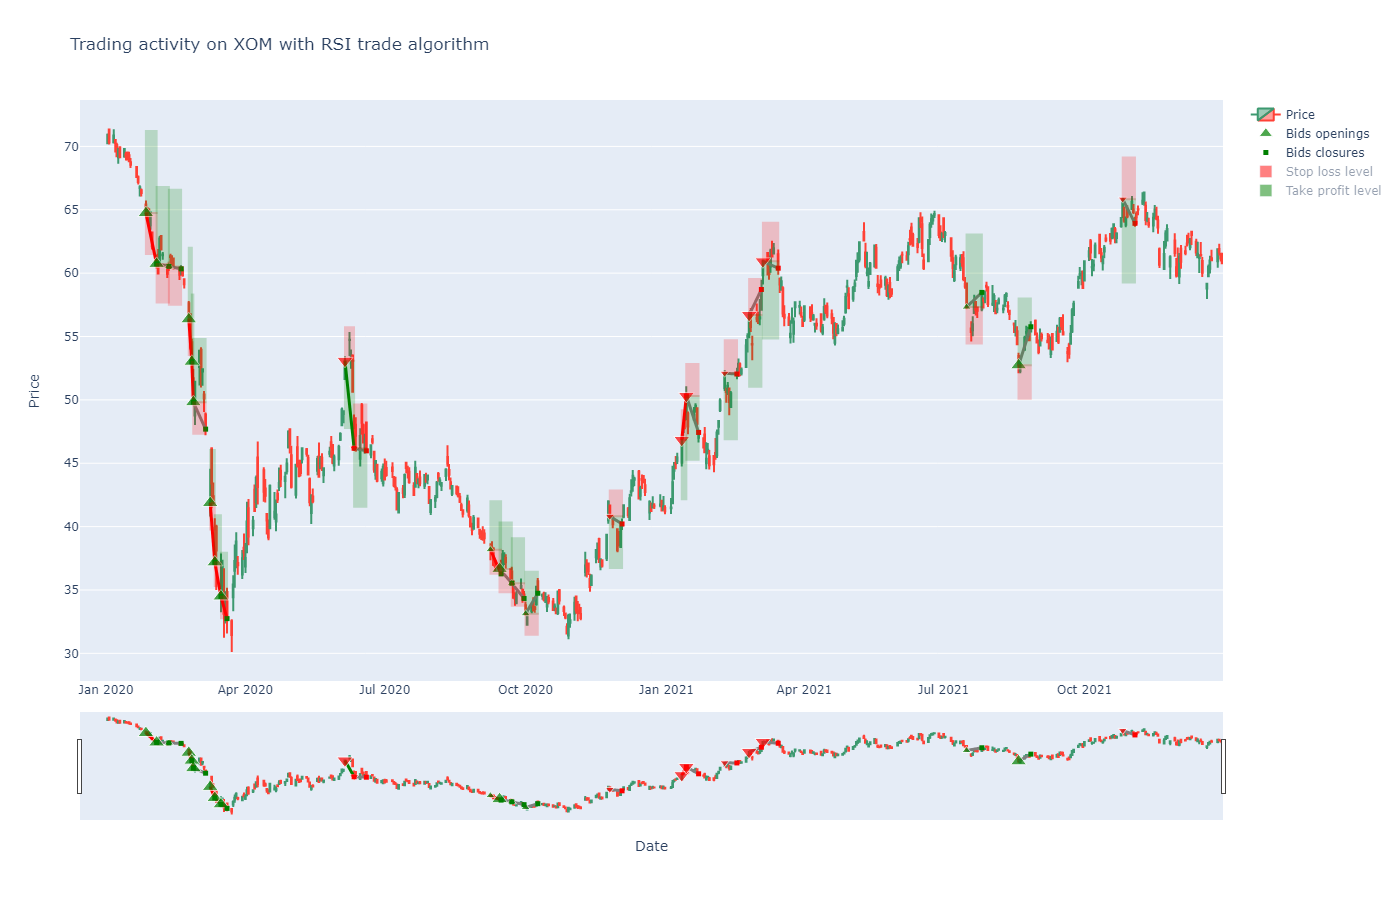 Trading activity on XOM with RSI trade algorithm
Price
Bids openings
Bids closures
Stop loss level
Take profit level
70
65
60
55
50
45
40
35
30
Price
Jan 2020
Apr 2020
Jul 2020
Oct 2020
Jan 2021
Apr 2021
Jul 2021
Oct 2021
Date